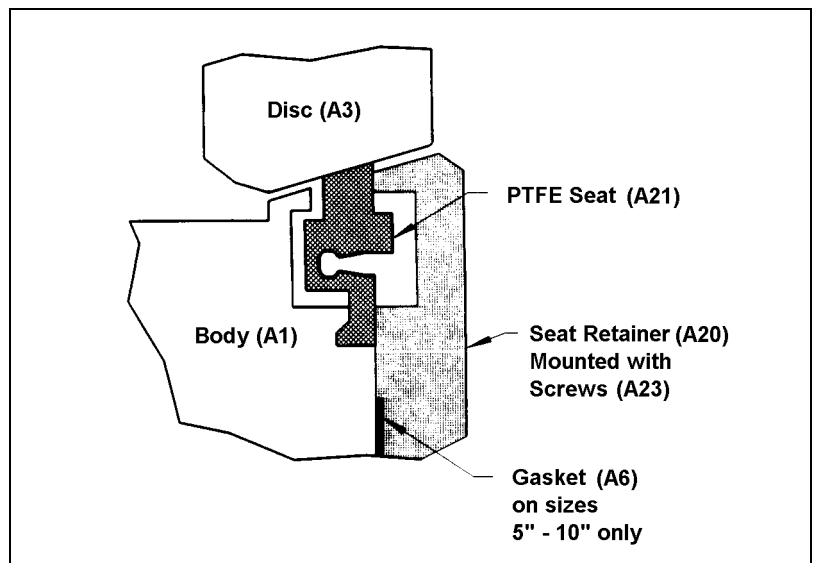 Disc (A3)
PTFE Seat (A21)
Body (A1)
Seat Retainer (A20)
Mounted with
Screws (A23)
Gasket (A6)
on sizes
5" - 10" only